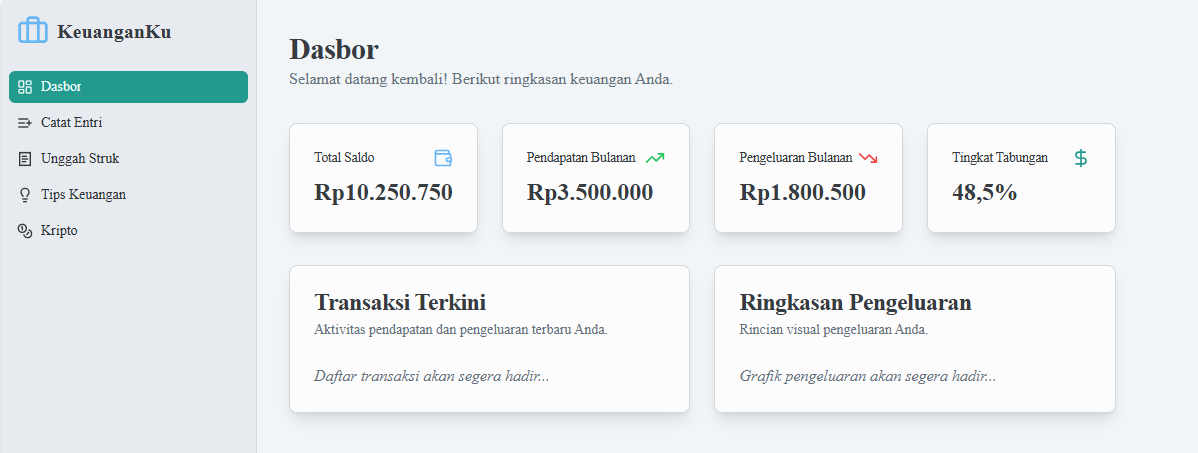 KeuanganKu
Dasbor
Catat Entri
Unggah Struk
Tips Keuangan
Kripto
Dasbor
Selamat datang kembali! Berikut ringkasan keuangan Anda.
Total Saldo
Rp10.250.750
Pendapatan Bulanan
Rp3.500.000
Pengeluaran Bulanan
Rp1.800.500
Tingkat Tabungan
48,5%
Transaksi Terkini
Aktivitas pendapatan dan pengeluaran terbaru Anda.
Daftar transaksi akan segera hadir...
Ringkasan Pengeluaran
Rincian visual pengeluaran Anda.
Grafik pengeluaran akan segera hadir...